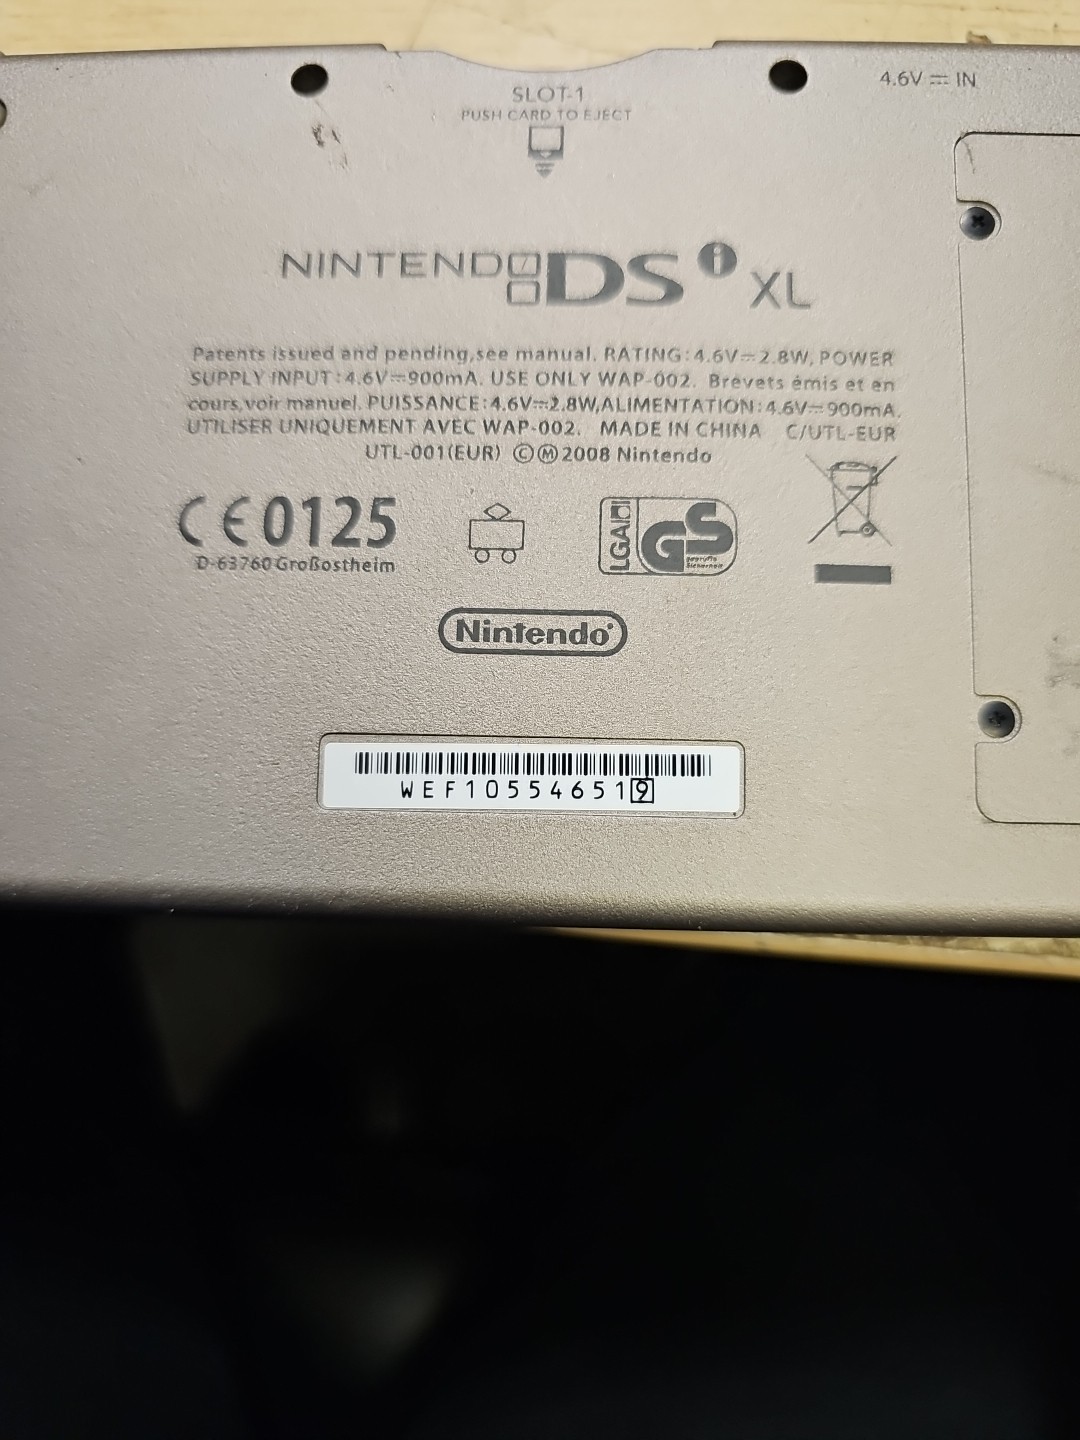 4.6V⎓IN
SLOT-1
PUSH CARD TO EJECT
NINTENDO DSi XL
Patents issued and pending,see manual. RATING:4.6V⎓2.8W, POWER
SUPPLY INPUT:4.6V⎓900mA. USE ONLY WAP-002. Brevets émis et en
cours,voir manuel. PUISSANCE:4.6V⎓2.8W,ALIMENTATION:4.6V⎓900mA.
UTILISER UNIQUEMENT AVEC WAP-002. MADE IN CHINA C/UTL-EUR
UTL-001(EUR) ©Ⓜ2008 Nintendo
CE0125
D-63760 Großostheim
LGA
GS
geprüfte
Sicherheit
Nintendo
WEF105546519